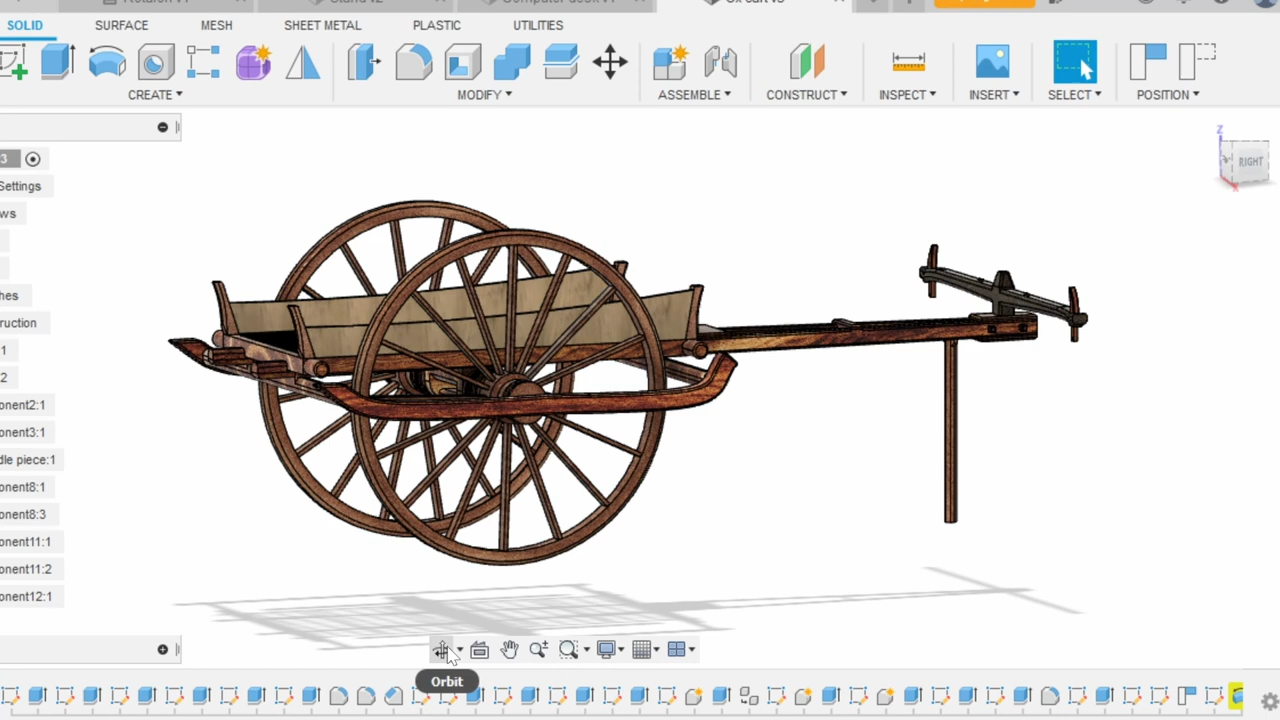 SOLID SURFACE MESH SHEET METAL PLASTIC UTILITIES
CREATE MODIFY ASSEMBLE CONSTRUCT INSPECT INSERT SELECT POSITION
3
Settings
ws
hes
ruction
1
2
onent2:1
onent3:1
dle piece:1
onent8:1
onent8:3
onent11:1
onent11:2
onent12:1
Z
RIGHT
Orbit